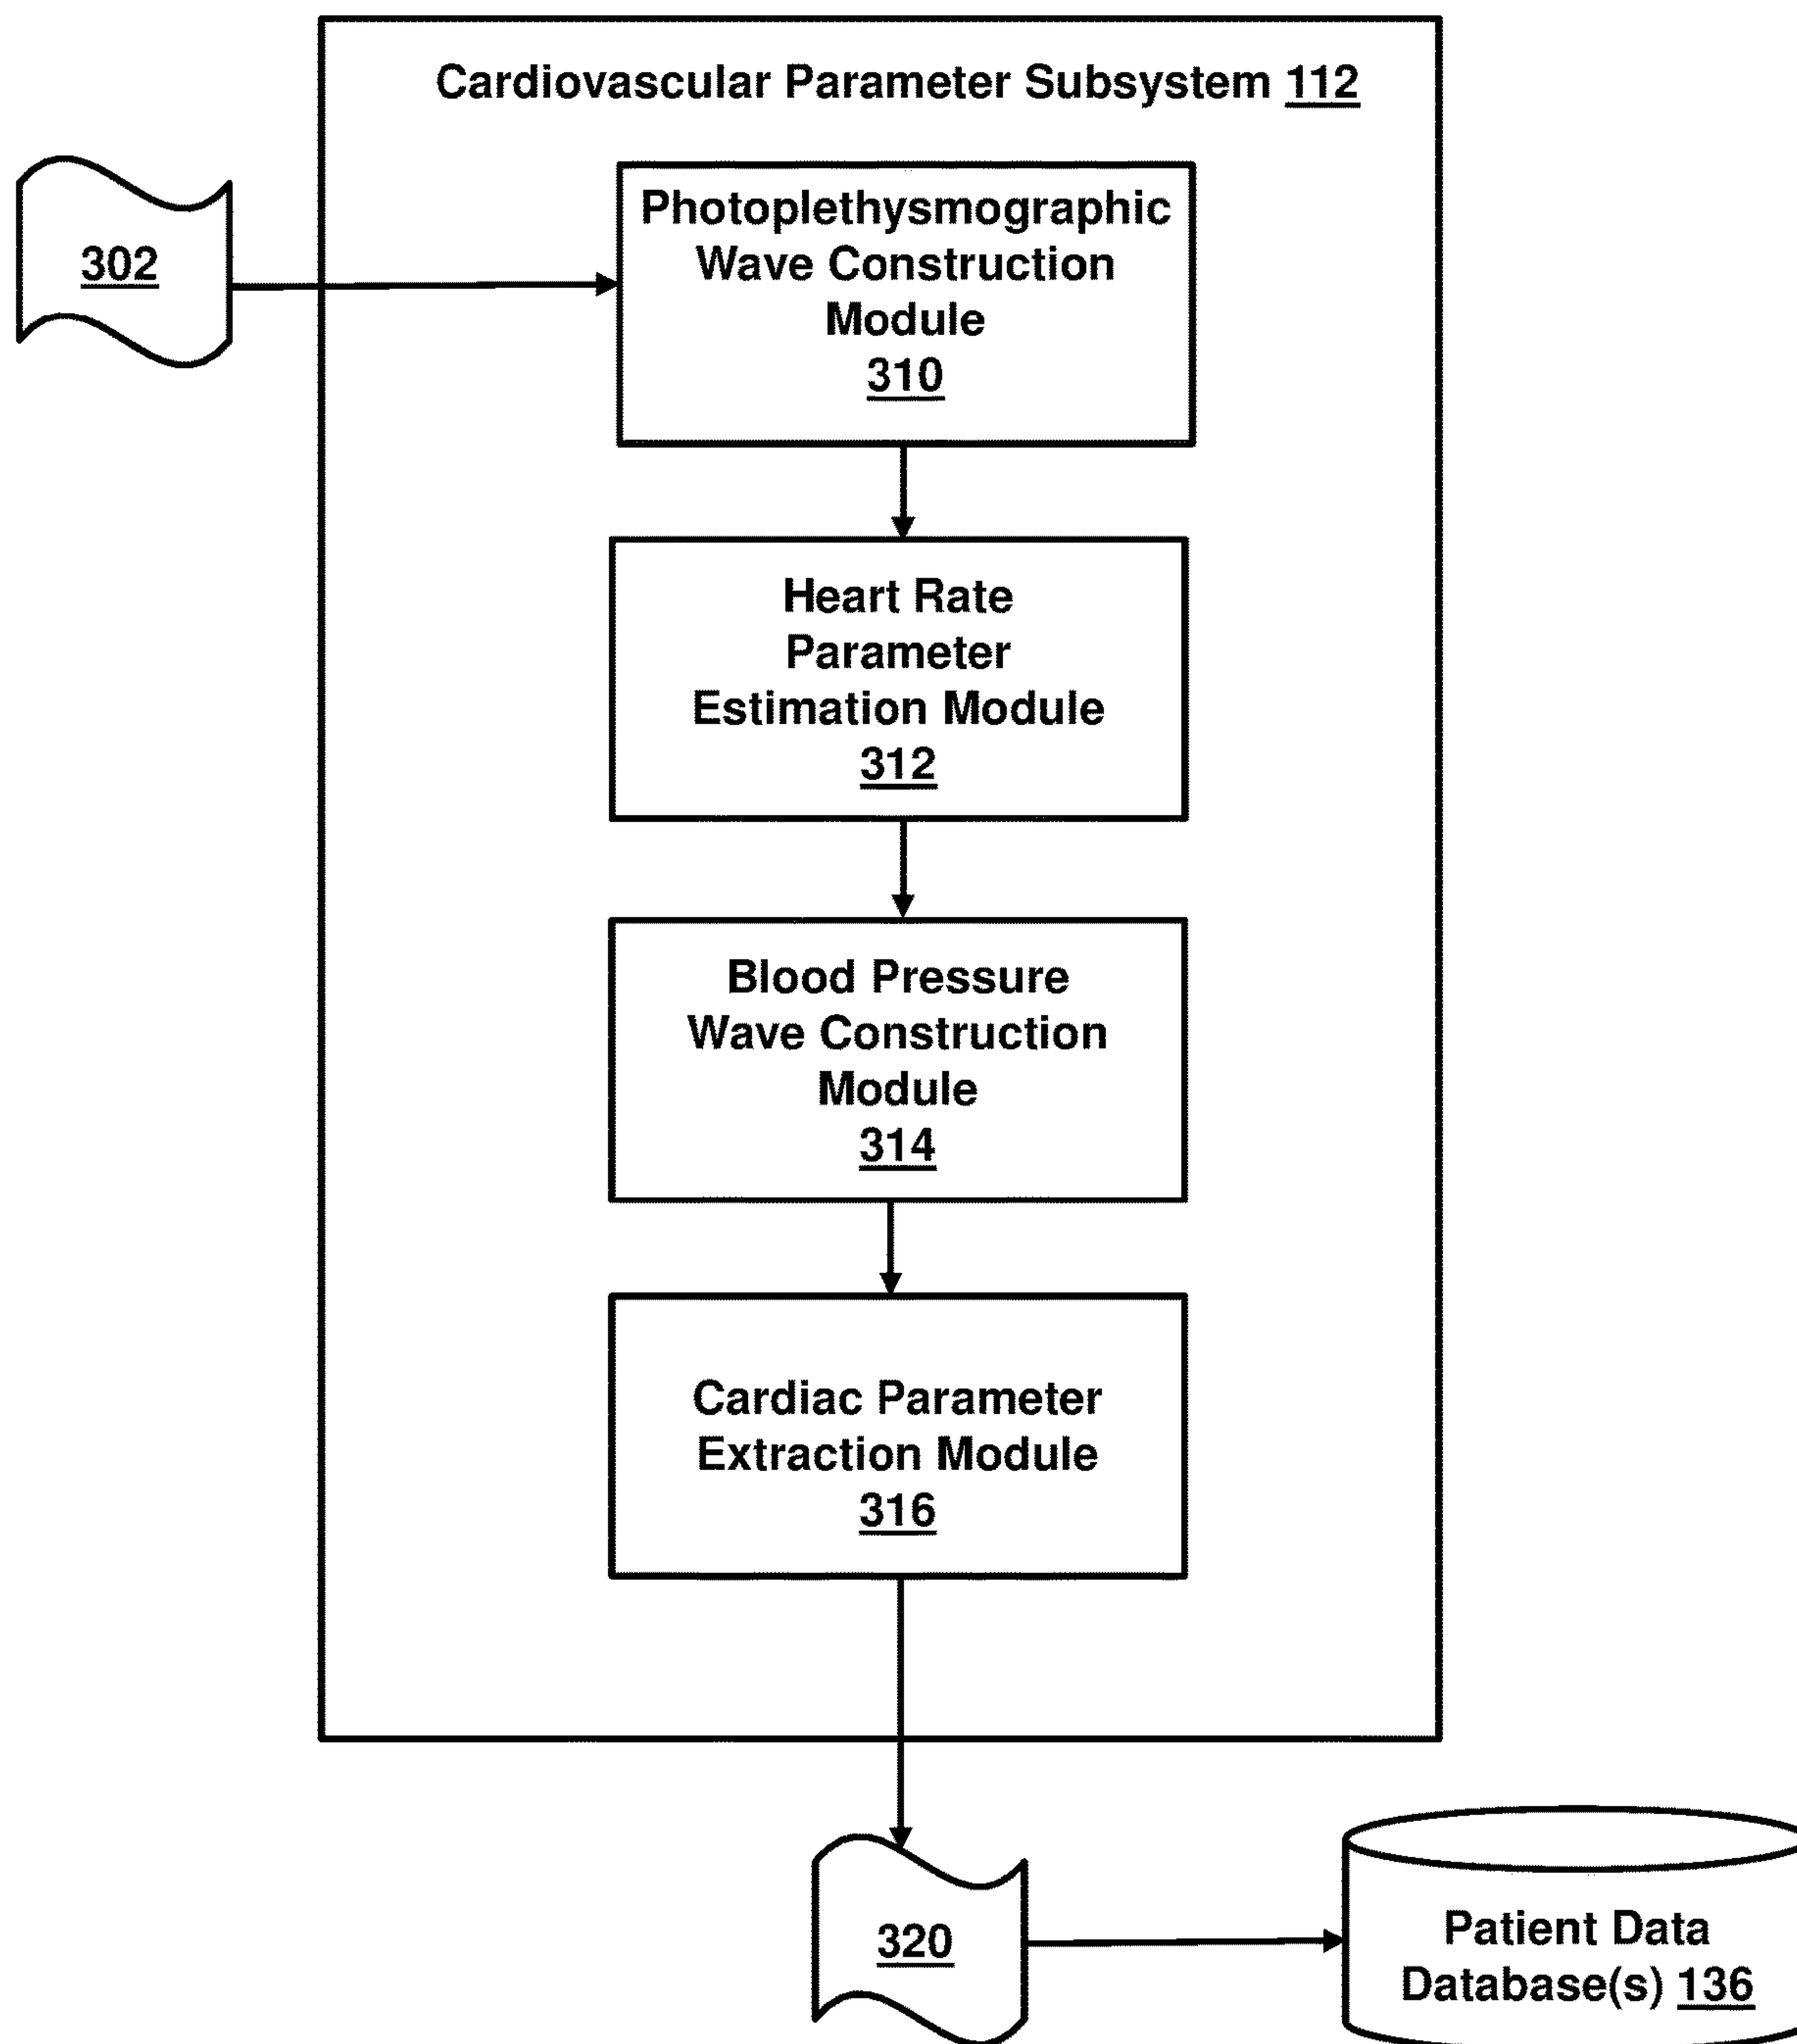 Cardiovascular Parameter Subsystem 112
302
Photoplethysmographic
Wave Construction
Module
310
Heart Rate
Parameter
Estimation Module
312
Blood Pressure
Wave Construction
Module
314
Cardiac Parameter
Extraction Module
316
320
Patient Data
Database(s) 136